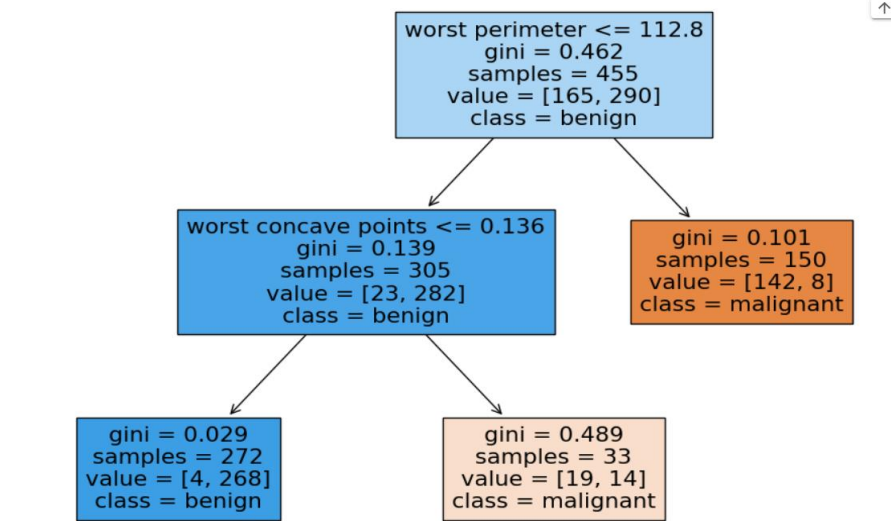 worst perimeter <= 112.8
gini = 0.462
samples = 455
value = [165, 290]
class = benign
worst concave points <= 0.136
gini = 0.139
samples = 305
value = [23, 282]
class = benign
gini = 0.101
samples = 150
value = [142, 8]
class = malignant
gini = 0.029
samples = 272
value = [4, 268]
class = benign
gini = 0.489
samples = 33
value = [19, 14]
class = malignant